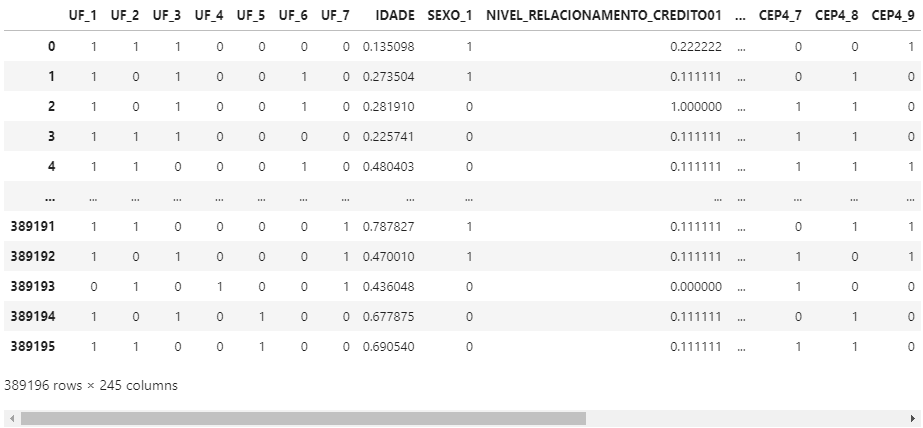 UF_1 UF_2 UF_3 UF_4 UF_5 UF_6 UF_7 IDADE SEXO_1 NIVEL_RELACIONAMENTO_CREDITO01 ... CEP4_7 CEP4_8 CEP4_9
0 1 1 1 0 0 0 0 0.135098 1 0.222222 ... 0 0 1
1 1 0 1 0 0 1 0 0.273504 1 0.111111 ... 0 1 0
2 1 0 1 0 0 1 0 0.281910 0 1.000000 ... 1 1 0
3 1 1 1 0 0 0 0 0.225741 0 0.111111 ... 1 1 0
4 1 1 0 0 0 1 0 0.480403 0 0.111111 ... 1 1 1
... ... ... ... ... ... ... ... ... ... ... ... ... ... ...
389191 1 1 0 0 0 0 1 0.787827 1 0.111111 ... 0 1 1
389192 1 0 1 0 0 0 1 0.470010 1 0.111111 ... 1 0 1
389193 0 1 0 1 0 0 1 0.436048 0 0.000000 ... 1 0 0
389194 1 0 1 0 1 0 0 0.677875 0 0.111111 ... 0 1 0
389195 1 1 0 0 1 0 0 0.690540 0 0.111111 ... 1 1 0
389196 rows × 245 columns